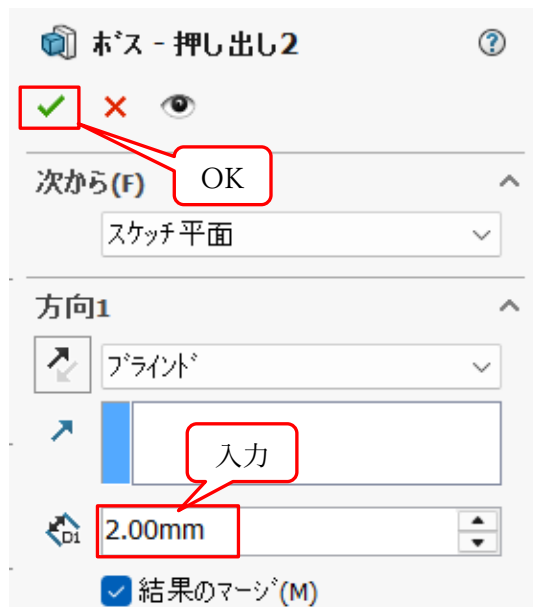 ﾎﾞｽ - 押し出し2
OK
次から(F)
スケッチ平面
方向1
ﾌﾞﾗｲﾝﾄﾞ
入力
D1
2.00mm
結果のﾏｰｼﾞ(M)